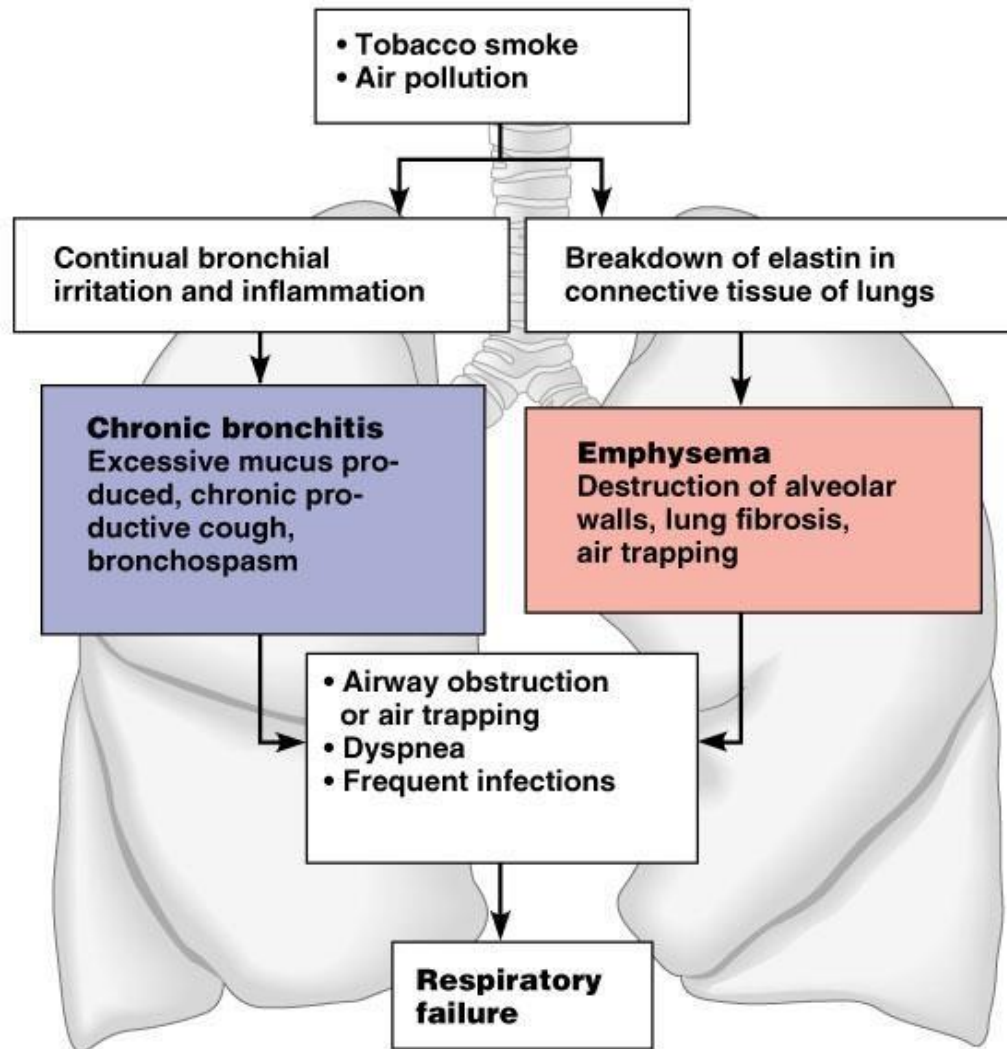 • Tobacco smoke
• Air pollution
Continual bronchial
irritation and inflammation
Breakdown of elastin in
connective tissue of lungs
Chronic bronchitis
Excessive mucus pro-
duced, chronic pro-
ductive cough,
bronchospasm
Emphysema
Destruction of alveolar
walls, lung fibrosis,
air trapping
• Airway obstruction
or air trapping
• Dyspnea
• Frequent infections
Respiratory
failure